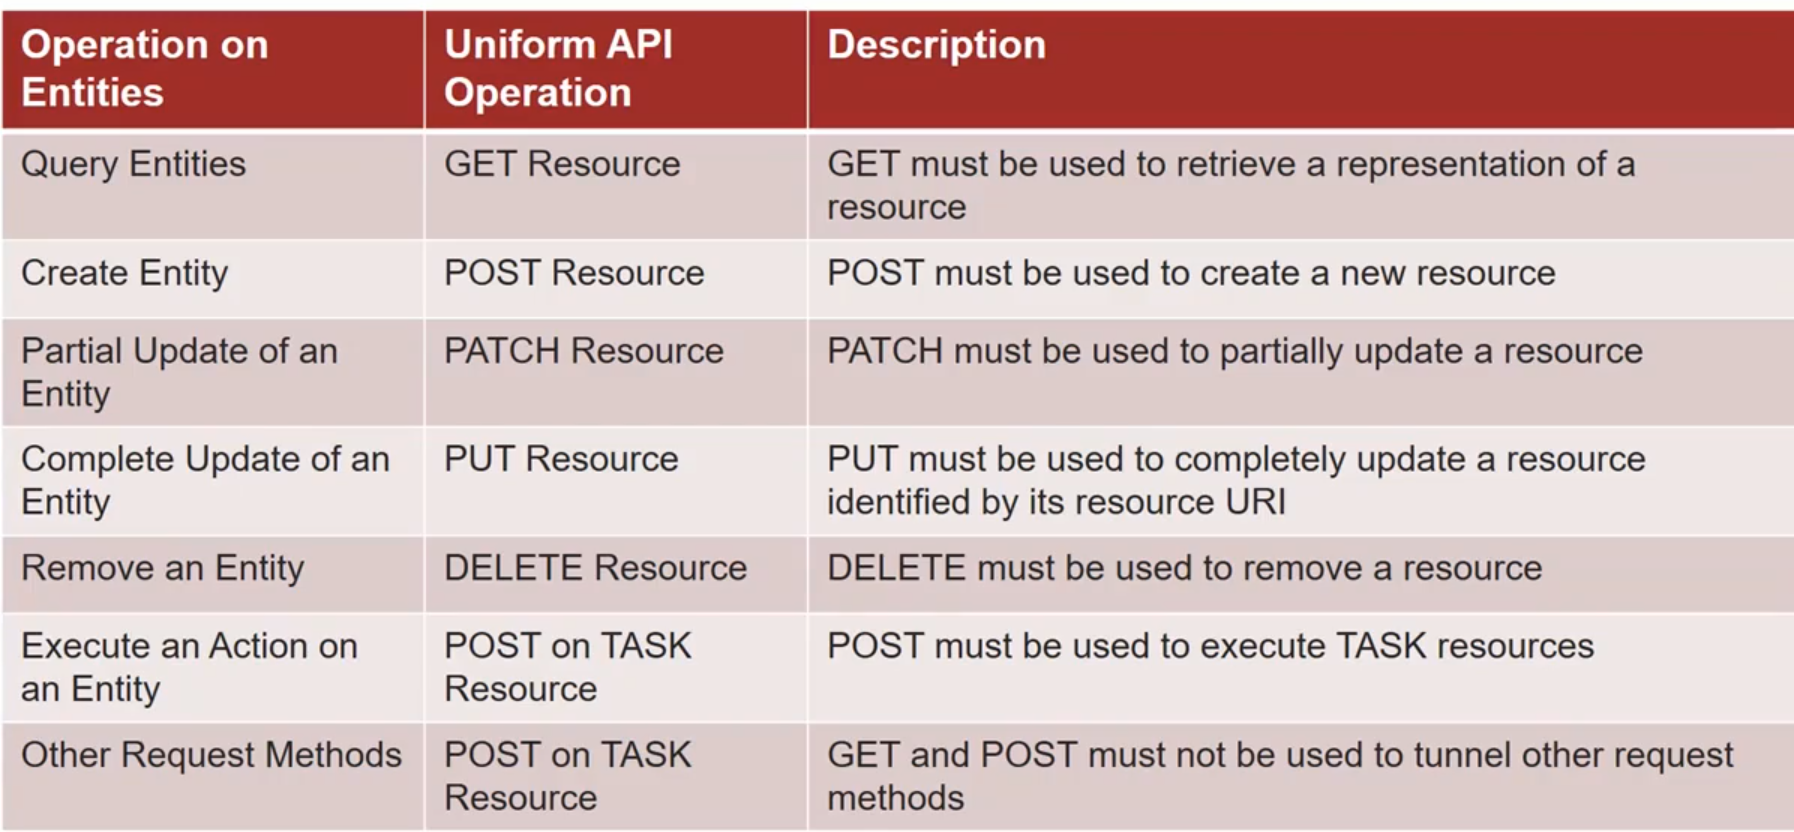 Operation on
Entities
Uniform API
Operation
Description
Query Entities
GET Resource
GET must be used to retrieve a representation of a
resource
Create Entity
POST Resource
POST must be used to create a new resource
Partial Update of an
Entity
PATCH Resource
PATCH must be used to partially update a resource
Complete Update of an
Entity
PUT Resource
PUT must be used to completely update a resource
identified by its resource URI
Remove an Entity
DELETE Resource
DELETE must be used to remove a resource
Execute an Action on
an Entity
POST on TASK
Resource
POST must be used to execute TASK resources
Other Request Methods
POST on TASK
Resource
GET and POST must not be used to tunnel other request
methods